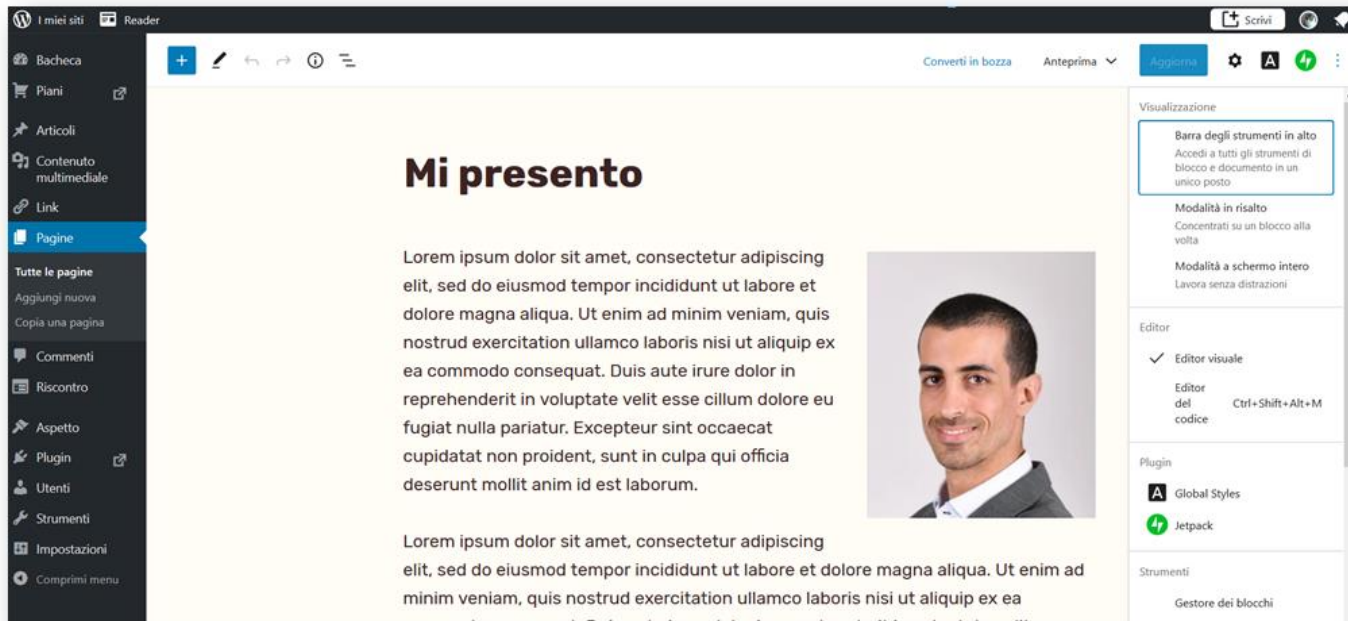 I miei siti
Reader
Scrivi
Bacheca
Piani
Articoli
Contenuto
multimediale
Link
Pagine
Tutte le pagine
Aggiungi nuova
Copia una pagina
Commenti
Riscontro
Aspetto
Plugin
Utenti
Strumenti
Impostazioni
Comprimi menu
Converti in bozza
Anteprima
Aggiorna
Mi presento
Lorem ipsum dolor sit amet, consectetur adipiscing
elit, sed do eiusmod tempor incididunt ut labore et
dolore magna aliqua. Ut enim ad minim veniam, quis
nostrud exercitation ullamco laboris nisi ut aliquip ex
ea commodo consequat. Duis aute irure dolor in
reprehenderit in voluptate velit esse cillum dolore eu
fugiat nulla pariatur. Excepteur sint occaecat
cupidatat non proident, sunt in culpa qui officia
deserunt mollit anim id est laborum.
Lorem ipsum dolor sit amet, consectetur adipiscing
elit, sed do eiusmod tempor incididunt ut labore et dolore magna aliqua. Ut enim ad
minim veniam, quis nostrud exercitation ullamco laboris nisi ut aliquip ex ea
Visualizzazione
Barra degli strumenti in alto
Accedi a tutti gli strumenti di
blocco e documento in un
unico posto
Modalità in risalto
Concentrati su un blocco alla
volta
Modalità a schermo intero
Lavora senza distrazioni
Editor
Editor visuale
Editor
del Ctrl+Shift+Alt+M
codice
Plugin
A Global Styles
Jetpack
Strumenti
Gestore dei blocchi